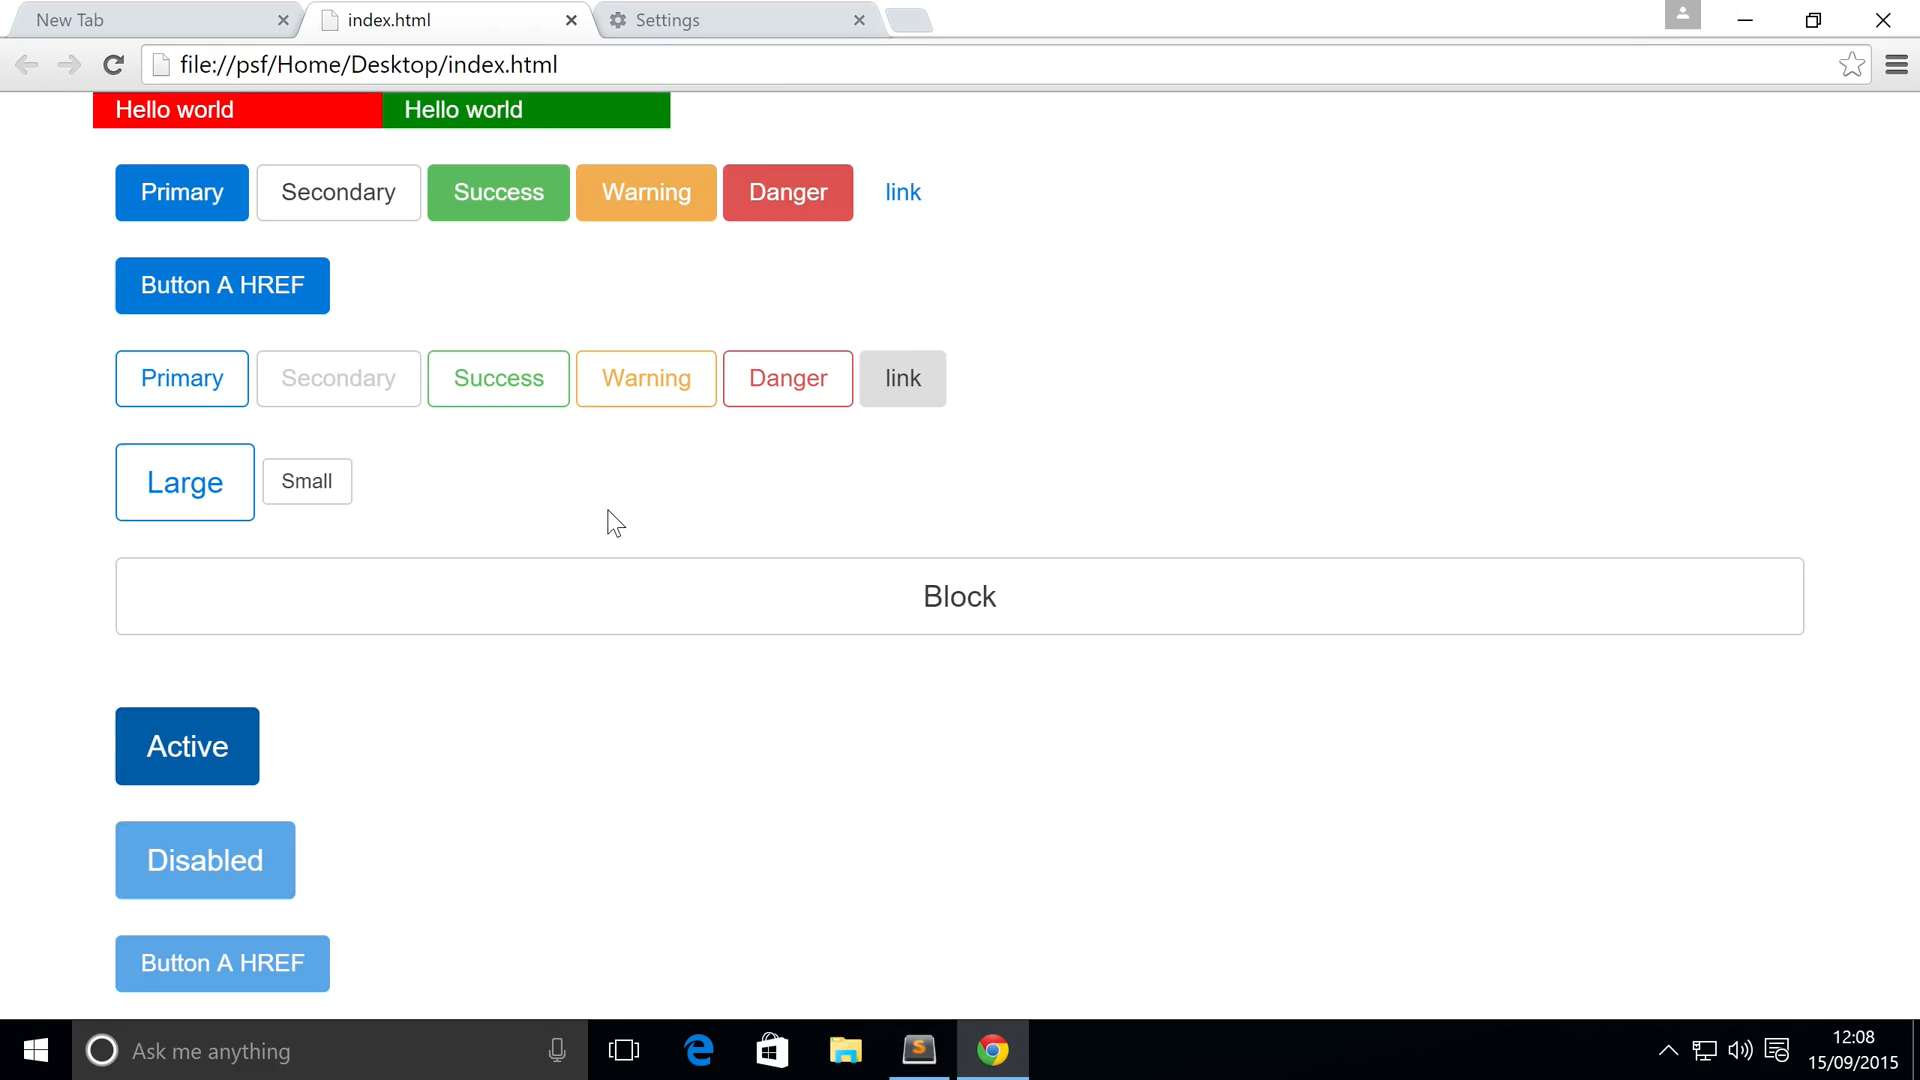 New Tab index.html Settings
file://psf/Home/Desktop/index.html
Hello world Hello world
Primary Secondary Success Warning Danger link
Button A HREF
Primary Secondary Success Warning Danger link
Large Small
Block
Active
Disabled
Button A HREF
Ask me anything
12:08
15/09/2015